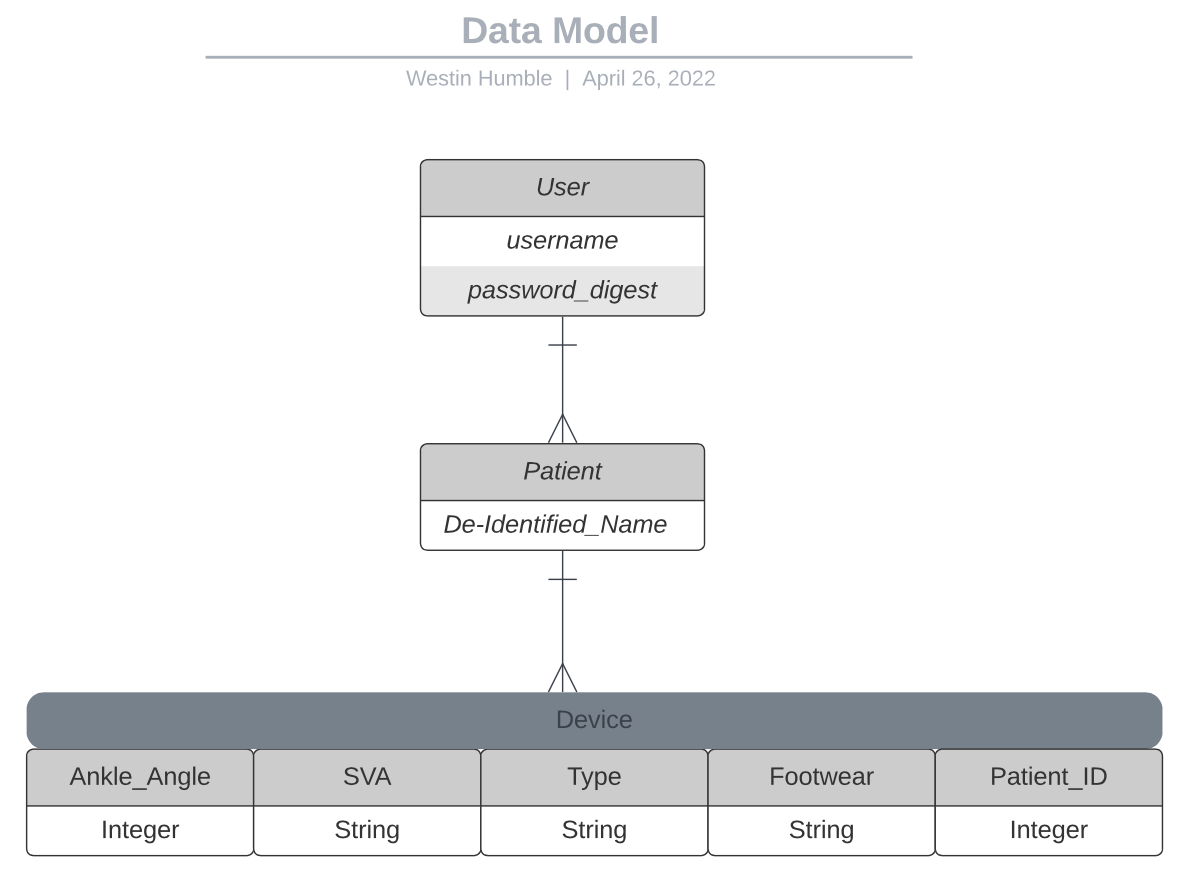 Data Model
Westin Humble | April 26, 2022
User
username
password_digest
Patient
De-Identified_Name
Device
Ankle_Angle SVA Type Footwear Patient_ID
Integer String String String Integer